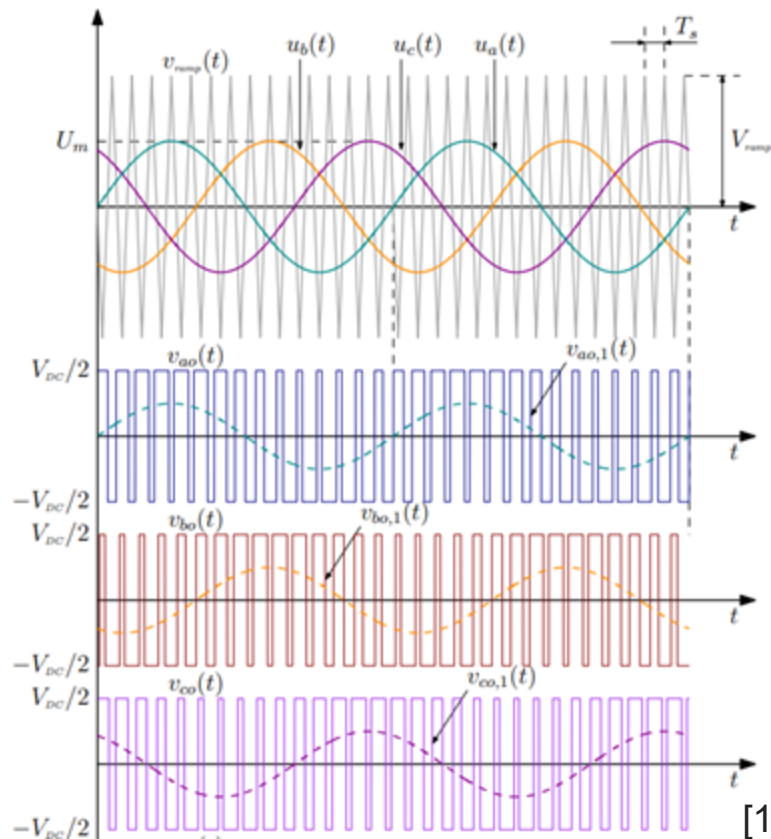 v_ramp(t) u_b(t) u_c(t) u_a(t) T_s
U_m V_ramp
t
V_DC/2 v_ao(t) v_ao,1(t)
t
−V_DC/2 v_bo(t) v_bo,1(t)
V_DC/2
t
−V_DC/2
V_DC/2 v_co(t) v_co,1(t)
t
−V_DC/2 [1